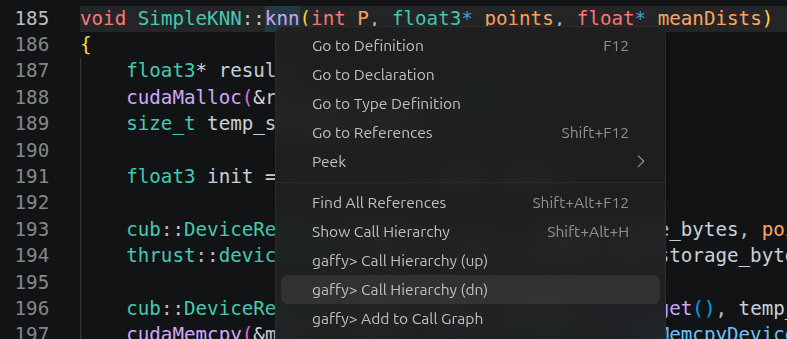 185 void SimpleKNN::knn(int P, float3* points, float* meanDists)
186 {
187 float3* resul
188 cudaMalloc(&r
189 size_t temp_s
190
191 float3 init =
192
193 cub::DeviceRe e_bytes, poi
194 thrust::devic storage_byt
195
196 cub::DeviceRe get(), temp_
197 cudaMemcpy(&m MemcpyDevic
Go to Definition F12
Go to Declaration
Go to Type Definition
Go to References Shift+F12
Peek
Find All References Shift+Alt+F12
Show Call Hierarchy Shift+Alt+H
gaffy> Call Hierarchy (up)
gaffy> Call Hierarchy (dn)
gaffy> Add to Call Graph